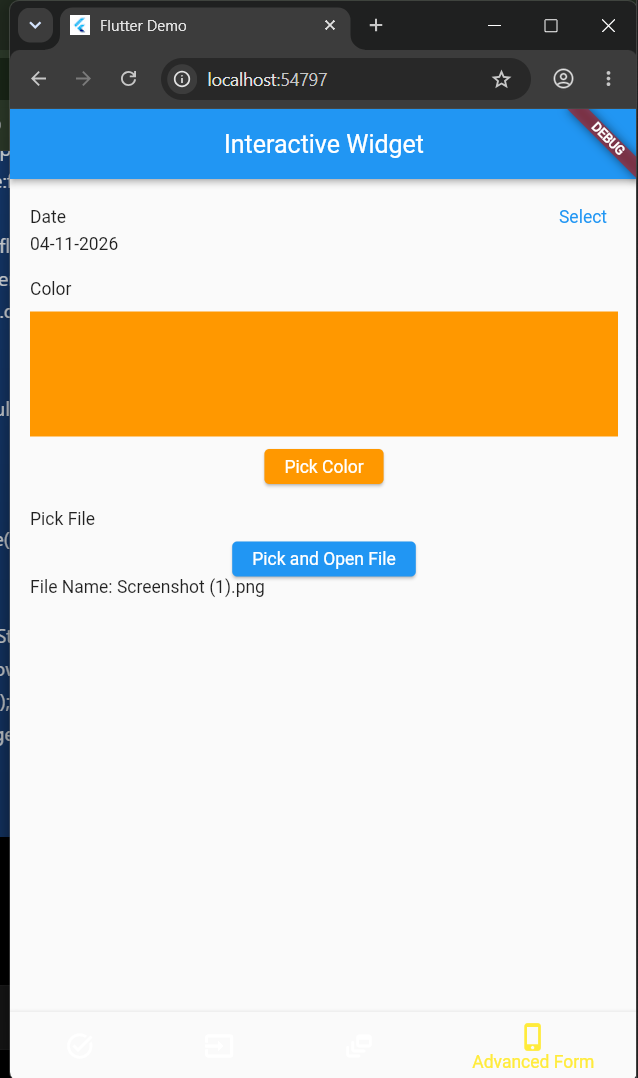 Flutter Demo
localhost:54797
Interactive Widget
DEBUG
Date
Select
04-11-2026
Color
Pick Color
Pick File
Pick and Open File
File Name: Screenshot (1).png
Advanced Form